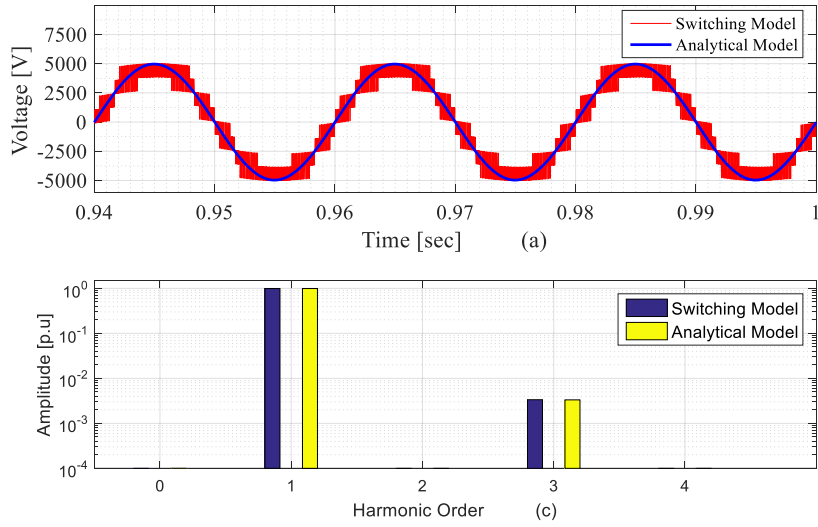 Voltage [V]
7500
5000
2500
0
-2500
-5000
Switching Model
Analytical Model
0.94 0.95 0.96 0.97 0.98 0.99 1
Time [sec] (a)
Amplitude [p.u]
10^0
10^-1
10^-2
10^-3
10^-4
Switching Model
Analytical Model
0 1 2 3 4
Harmonic Order (c)